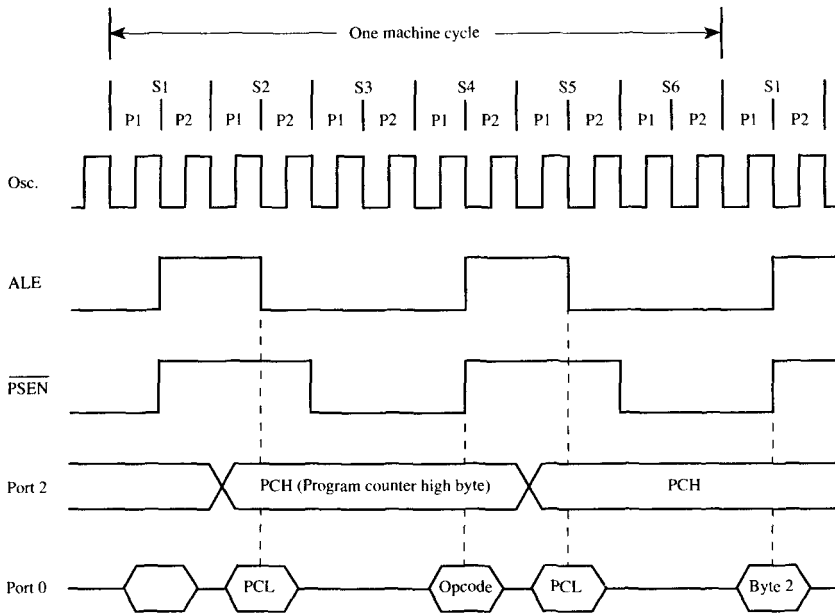 One machine cycle
S1 S2 S3 S4 S5 S6 S1
P1 P2 P1 P2 P1 P2 P1 P2 P1 P2 P1 P2 P1 P2
Osc.
ALE
PSEN
Port 2 PCH (Program counter high byte) PCH
Port 0 PCL Opcode PCL Byte 2